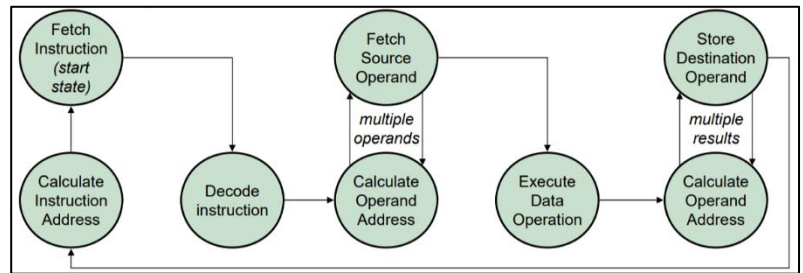 Fetch
Instruction
(start
state)
Fetch
Source
Operand
Store
Destination
Operand
multiple
operands
multiple
results
Calculate
Instruction
Address
Decode
instruction
Calculate
Operand
Address
Execute
Data
Operation
Calculate
Operand
Address